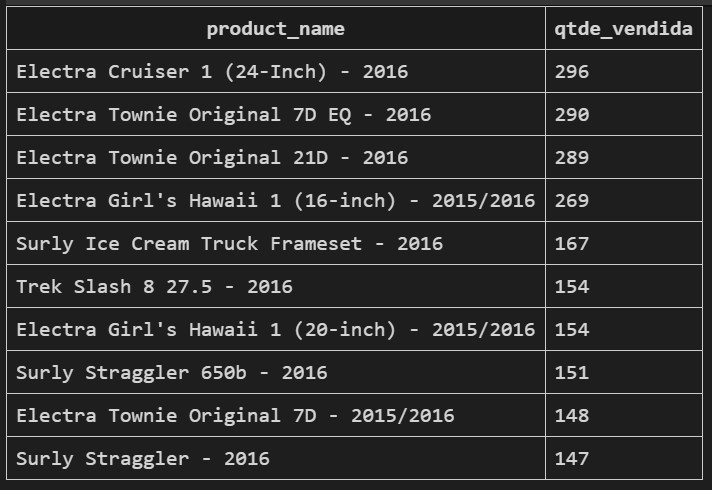 product_name qtde_vendida
Electra Cruiser 1 (24-Inch) - 2016 296
Electra Townie Original 7D EQ - 2016 290
Electra Townie Original 21D - 2016 289
Electra Girl's Hawaii 1 (16-inch) - 2015/2016 269
Surly Ice Cream Truck Frameset - 2016 167
Trek Slash 8 27.5 - 2016 154
Electra Girl's Hawaii 1 (20-inch) - 2015/2016 154
Surly Straggler 650b - 2016 151
Electra Townie Original 7D - 2015/2016 148
Surly Straggler - 2016 147